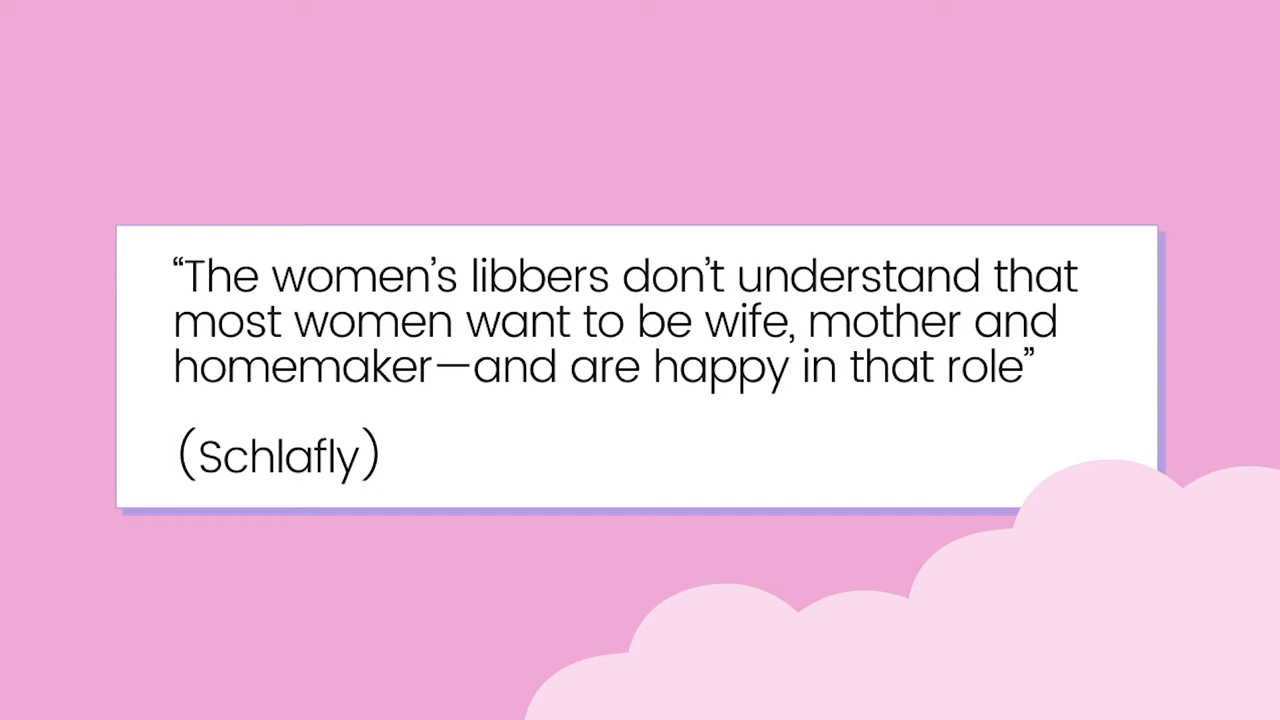 “The women’s libbers don’t understand that
most women want to be wife, mother and
homemaker—and are happy in that role”
(Schlafly)